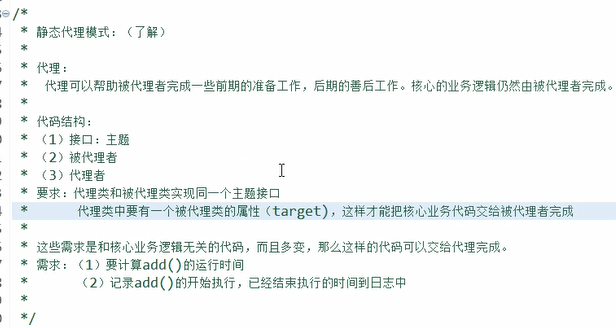 /*
* 静态代理模式：（了解）
*
* 代理：
* 代理可以帮助被代理者完成一些前期的准备工作，后期的善后工作。核心的业务逻辑仍然由被代理者完成。
*
* 代码结构：
* （1）接口：主题
* （2）被代理者
* （3）代理者
* 要求：代理类和被代理类实现同一个主题接口
* 代理类中要有一个被代理类的属性（target），这样才能把核心业务代码交给被代理者完成
*
* 这些需求是和核心业务逻辑无关的代码，而且多变，那么这样的代码可以交给代理完成。
* 需求：（1）要计算add()的运行时间
* （2）记录add()的开始执行，已经结束执行的时间到日志中
*
*/